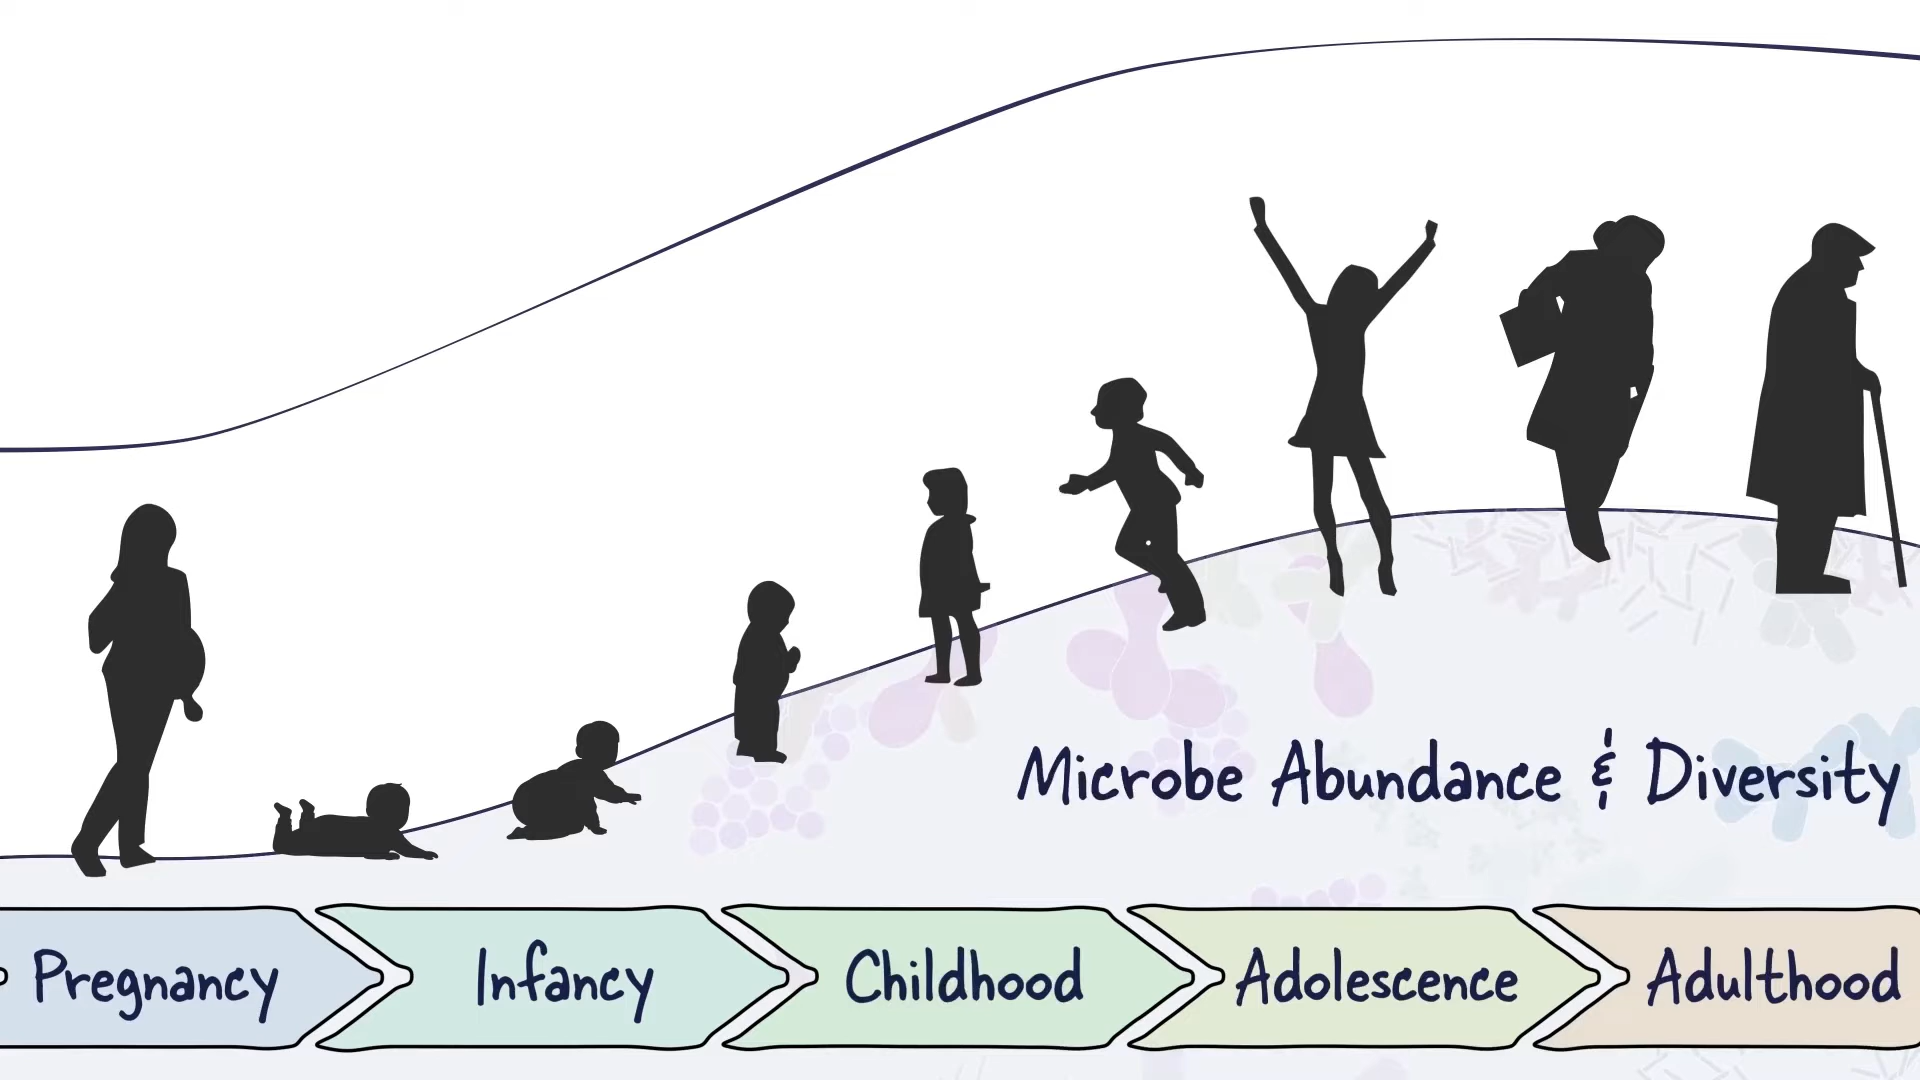 Microbe Abundance & Diversity
Pregnancy
Infancy
Childhood
Adolescence
Adulthood